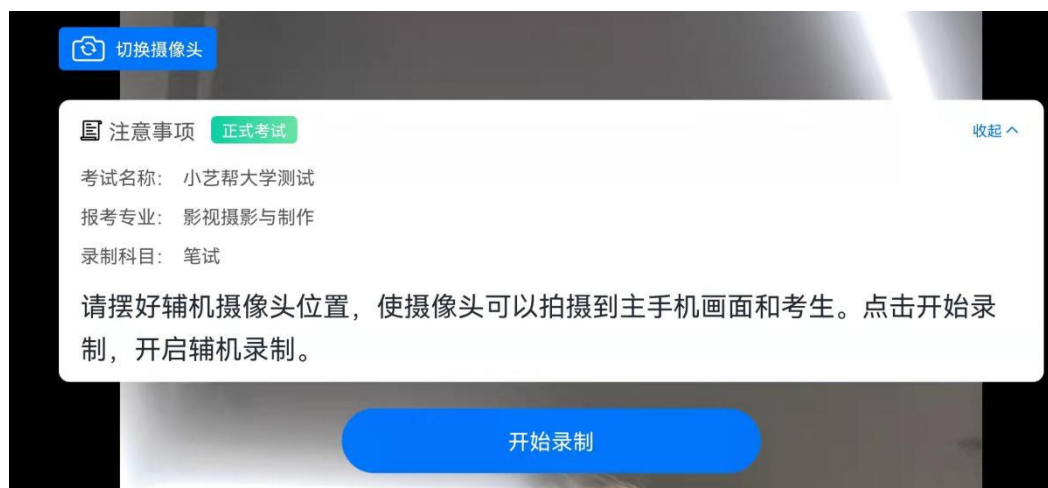 切换摄像头
注意事项 正式考试 收起
考试名称: 小艺帮大学测试
报考专业: 影视摄影与制作
录制科目: 笔试
请摆好辅机摄像头位置，使摄像头可以拍摄到主手机画面和考生。点击开始录
制，开启辅机录制。
开始录制